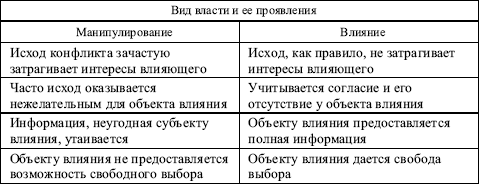 Вид власти и ее проявления
Манипулирование
Влияние
Исход конфликта зачастую
затрагивает интересы влияющего
Исход, как правило, не затрагивает
интересы влияющего
Часто исход оказывается
нежелательным для объекта влияния
Учитывается согласие и его
отсутствие у объекта влияния
Информация, неугодная субъекту
влияния, утаивается
Объекту влияния предоставляется
полная информация
Объекту влияния не предоставляется
возможность свободного выбора
Объекту влияния дается свобода
выбора